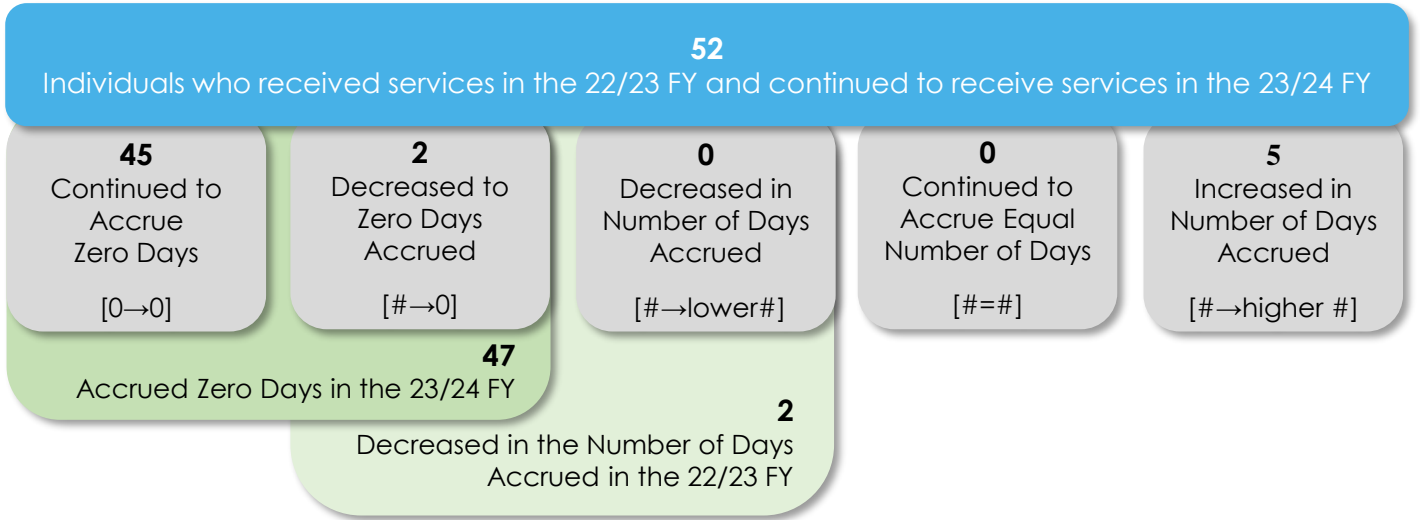 52
Individuals who received services in the 22/23 FY and continued to receive services in the 23/24 FY
45
Continued to
Accrue
Zero Days
[0→0]
2
Decreased to
Zero Days
Accrued
[#→0]
0
Decreased in
Number of Days
Accrued
[#→lower#]
0
Continued to
Accrue Equal
Number of Days
[#=#]
5
Increased in
Number of Days
Accrued
[#→higher #]
47
Accrued Zero Days in the 23/24 FY
2
Decreased in the Number of Days
Accrued in the 22/23 FY